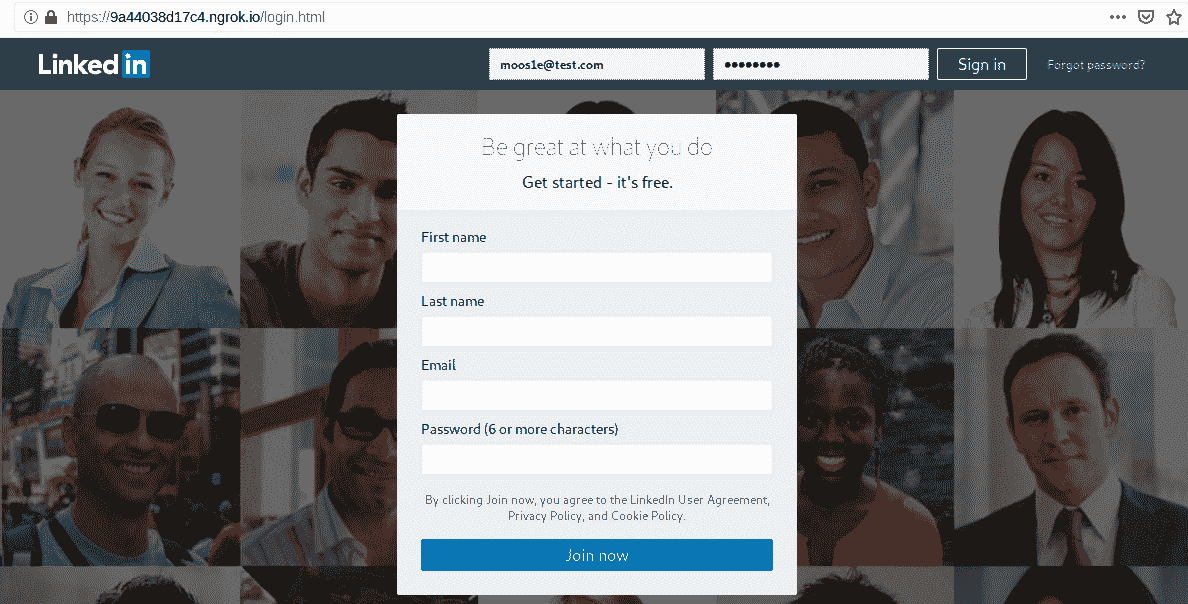 https://9a44038d17c4.ngrok.io/login.html
Linked in moos1e@test.com •••••••• Sign in Forgot password?
Be great at what you do
Get started - it's free.
First name
Last name
Email
Password (6 or more characters)
By clicking Join now, you agree to the LinkedIn User Agreement,
Privacy Policy, and Cookie Policy.
Join now